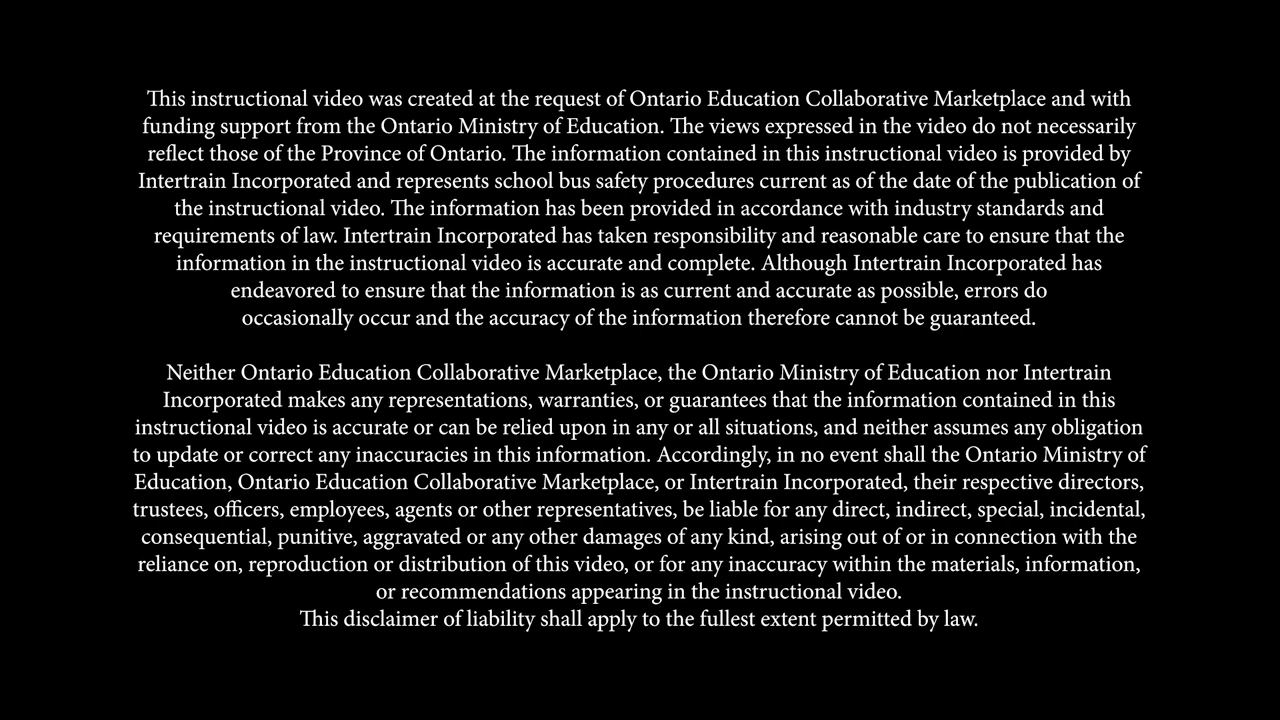 This instructional video was created at the request of Ontario Education Collaborative Marketplace and with
funding support from the Ontario Ministry of Education. The views expressed in the video do not necessarily
reflect those of the Province of Ontario. The information contained in this instructional video is provided by
Intertrain Incorporated and represents school bus safety procedures current as of the date of the publication of
the instructional video. The information has been provided in accordance with industry standards and
requirements of law. Intertrain Incorporated has taken responsibility and reasonable care to ensure that the
information in the instructional video is accurate and complete. Although Intertrain Incorporated has
endeavored to ensure that the information is as current and accurate as possible, errors do
occasionally occur and the accuracy of the information therefore cannot be guaranteed.
Neither Ontario Education Collaborative Marketplace, the Ontario Ministry of Education nor Intertrain
Incorporated makes any representations, warranties, or guarantees that the information contained in this
instructional video is accurate or can be relied upon in any or all situations, and neither assumes any obligation
to update or correct any inaccuracies in this information. Accordingly, in no event shall the Ontario Ministry of
Education, Ontario Education Collaborative Marketplace, or Intertrain Incorporated, their respective directors,
trustees, officers, employees, agents or other representatives, be liable for any direct, indirect, special, incidental,
consequential, punitive, aggravated or any other damages of any kind, arising out of or in connection with the
reliance on, reproduction or distribution of this video, or for any inaccuracy within the materials, information,
or recommendations appearing in the instructional video.
This disclaimer of liability shall apply to the fullest extent permitted by law.